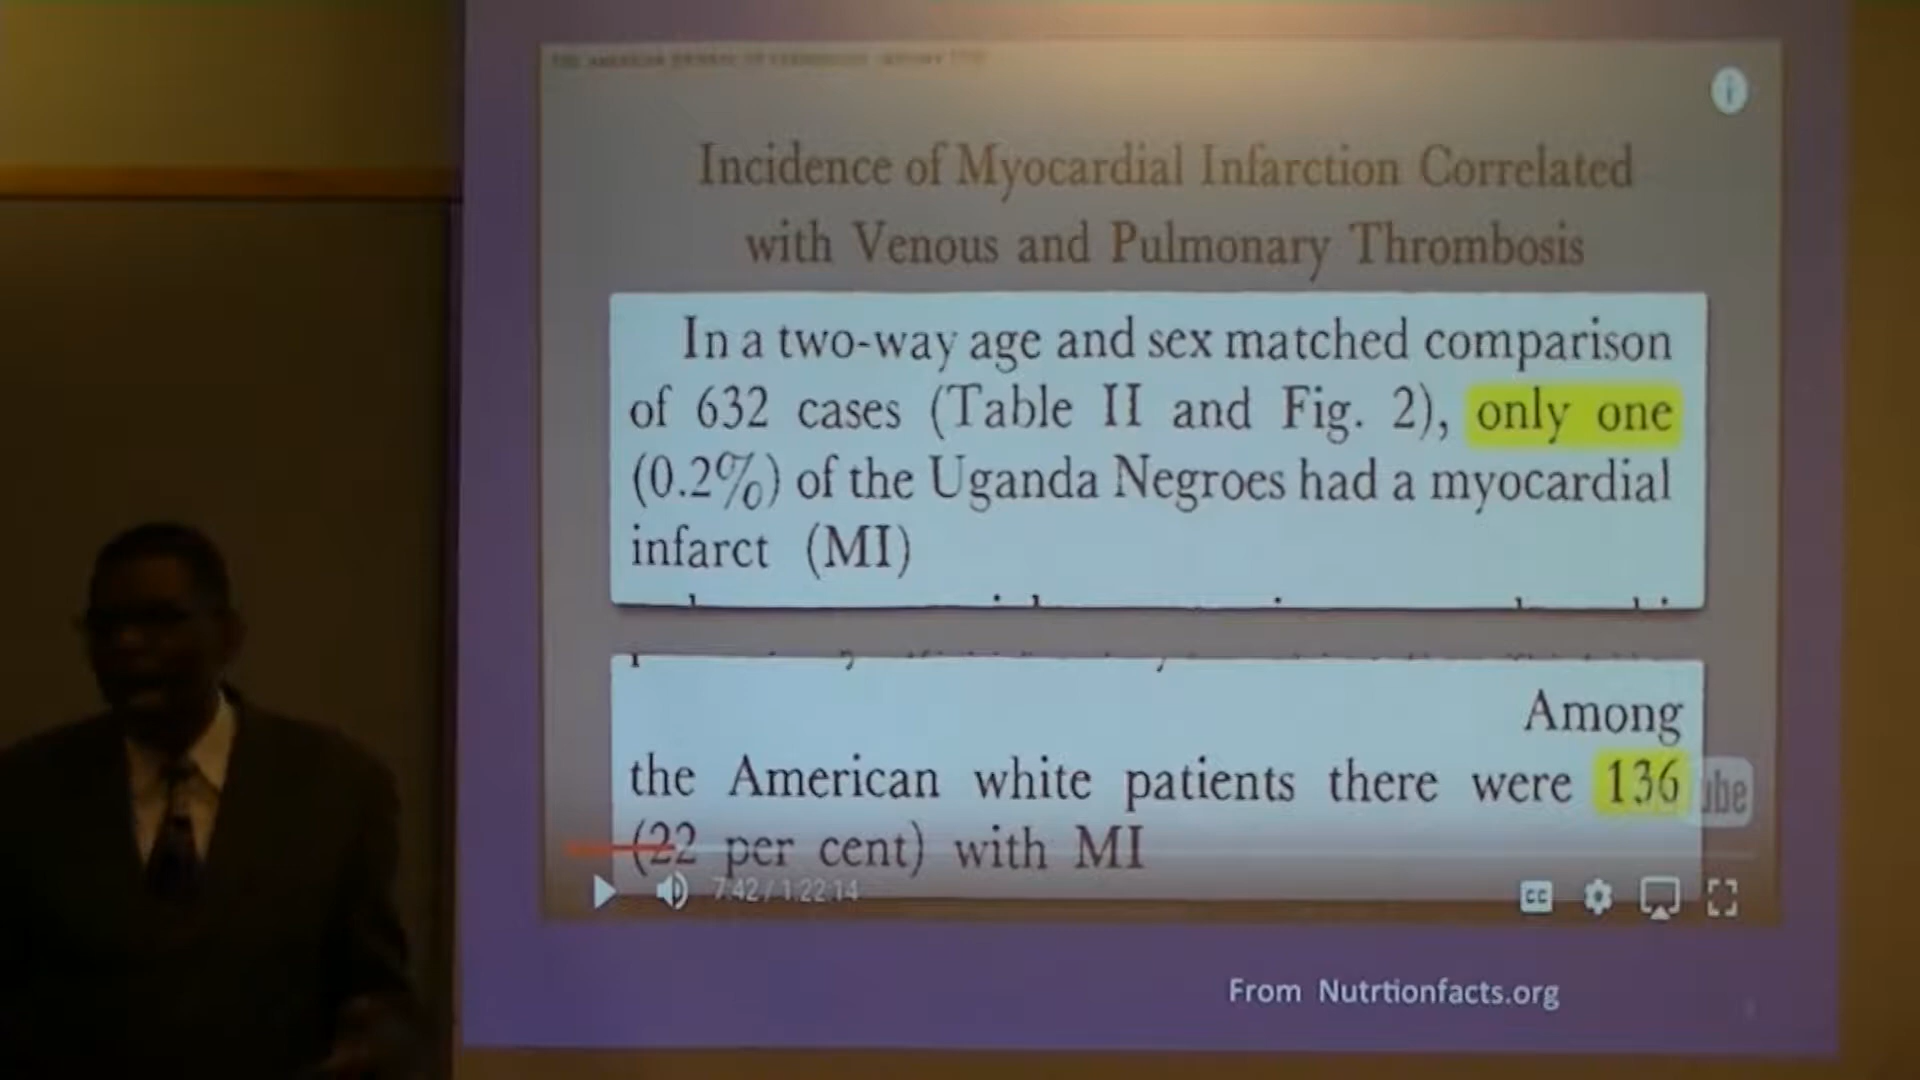 Incidence of Myocardial Infarction Correlated
with Venous and Pulmonary Thrombosis
In a two-way age and sex matched comparison
of 632 cases (Table II and Fig. 2), only one
(0.2%) of the Uganda Negroes had a myocardial
infarct (MI)
Among
the American white patients there were 136
(22 per cent) with MI
7:42 / 1:22:14
CC
From Nutrtionfacts.org